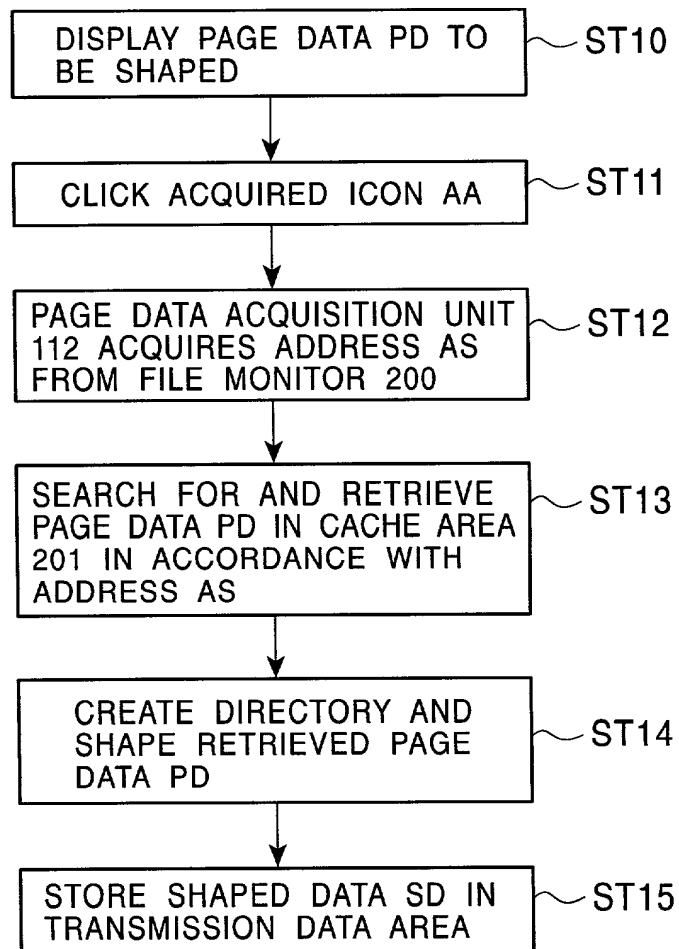 DISPLAY PAGE DATA PD TO
BE SHAPED
ST10
CLICK ACQUIRED ICON AA
ST11
PAGE DATA ACQUISITION UNIT
112 ACQUIRES ADDRESS AS
FROM FILE MONITOR 200
ST12
SEARCH FOR AND RETRIEVE
PAGE DATA PD IN CACHE AREA
201 IN ACCORDANCE WITH
ADDRESS AS
ST13
CREATE DIRECTORY AND
SHAPE RETRIEVED PAGE
DATA PD
ST14
STORE SHAPED DATA SD IN
TRANSMISSION DATA AREA
ST15